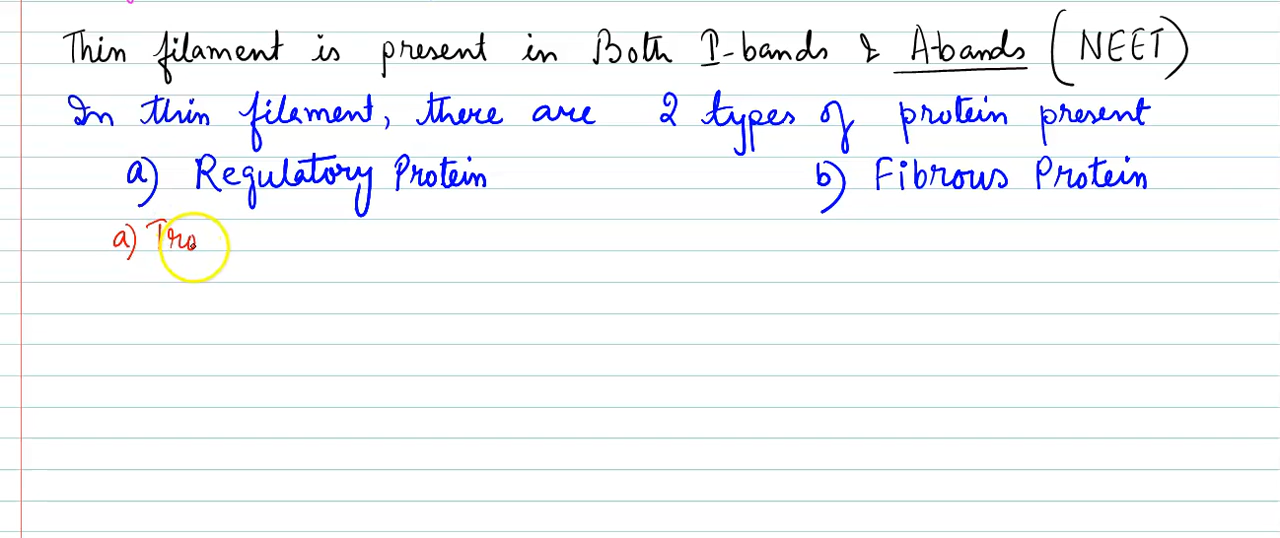 Thin filament is present in Both I-bands & A-bands (NEET)
In thin filament, there are 2 types of protein present
a) Regulatory Protein b) Fibrous Protein
a) Tro